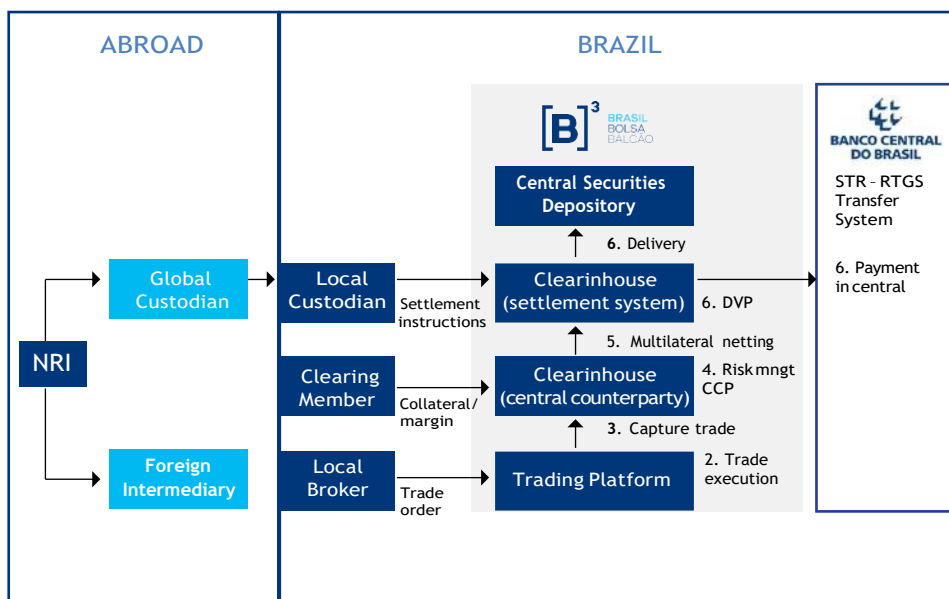 ABROAD
BRAZIL
[B]³
BRASIL
BOLSA
BALCÃO
BANCO CENTRAL
DO BRASIL
STR – RTGS
Transfer
System
Central Securities
Depository
6. Delivery
6. Payment
in central
Global
Custodian
Local
Custodian
Settlement
instructions
Clearinhouse
(settlement system)
6. DVP
5. Multilateral netting
NRI
Clearing
Member
Collateral/
margin
Clearinhouse
(central counterparty)
4. Risk mngt
CCP
3. Capture trade
Foreign
Intermediary
Local
Broker
Trade
order
Trading Platform
2. Trade
execution